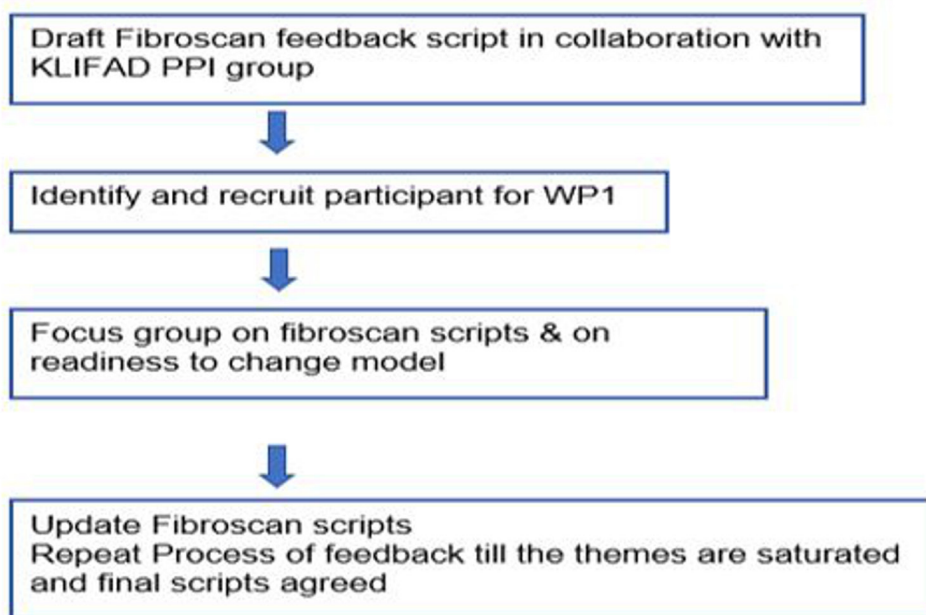 Draft Fibroscan feedback script in collaboration with
KLIFAD PPI group
Identify and recruit participant for WP1
Focus group on fibroscan scripts & on
readiness to change model
Update Fibroscan scripts
Repeat Process of feedback till the themes are saturated
and final scripts agreed